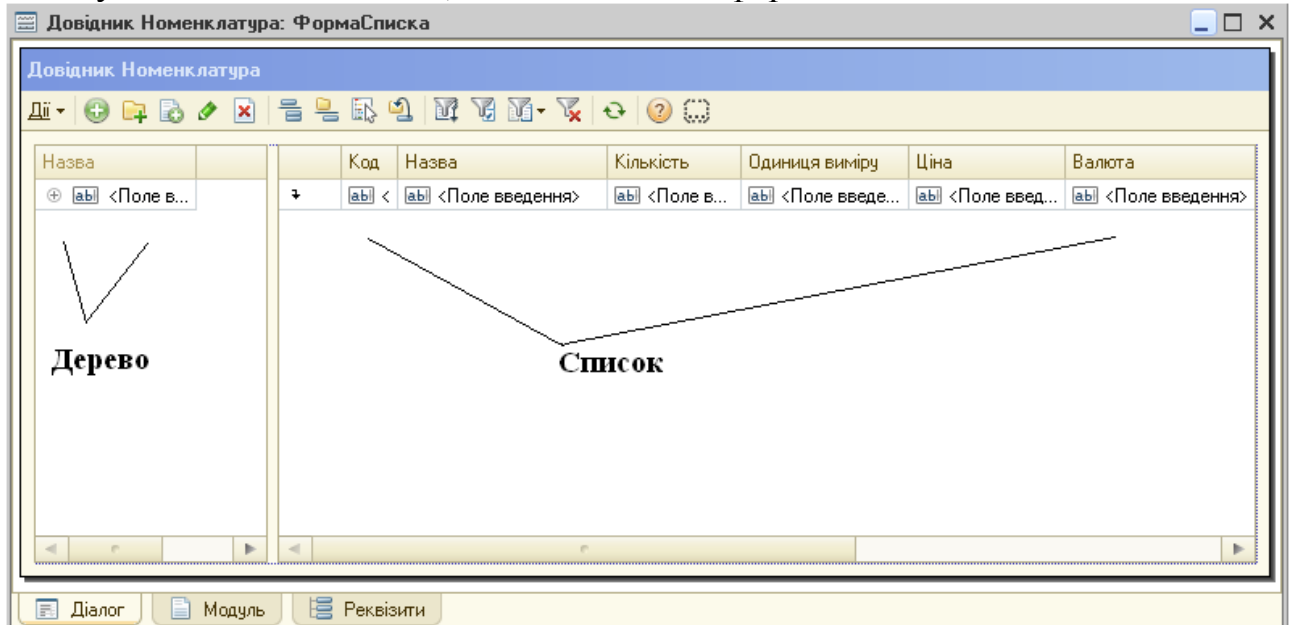 Довідник Номенклатура: ФормаСписка
Довідник Номенклатура
Дії
Назва
Код Назва Кількість Одиниця виміру Ціна Валюта
<Поле в...
< <Поле введення> <Поле в... <Поле введе... <Поле введ... <Поле введення>
Дерево
Список
Діалог Модуль Реквізити